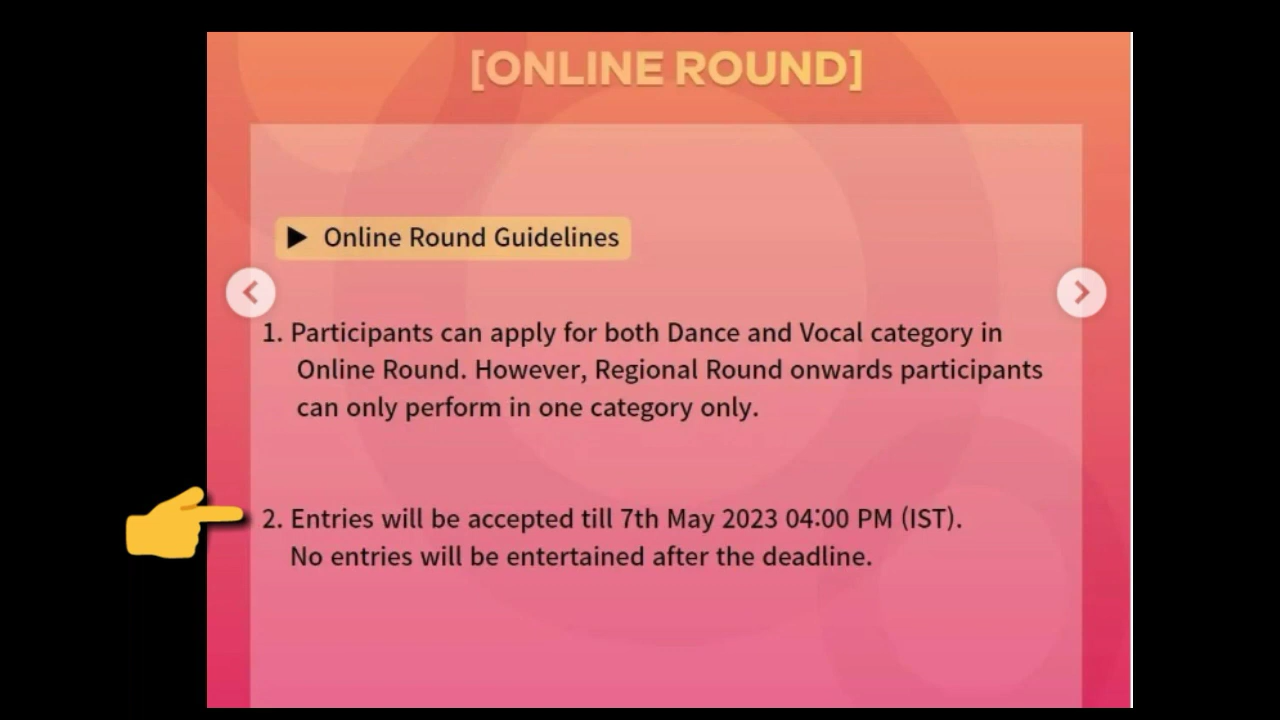 [ONLINE ROUND]
▶ Online Round Guidelines
1. Participants can apply for both Dance and Vocal category in
Online Round. However, Regional Round onwards participants
can only perform in one category only.
2. Entries will be accepted till 7th May 2023 04:00 PM (IST).
No entries will be entertained after the deadline.